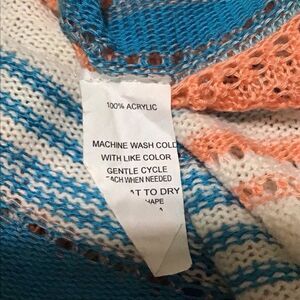 100% ACRYLIC
MACHINE WASH COLD
WITH LIKE COLOR
GENTLE CYCLE
EACH WHEN NEEDED
AT TO DRY
HAPE